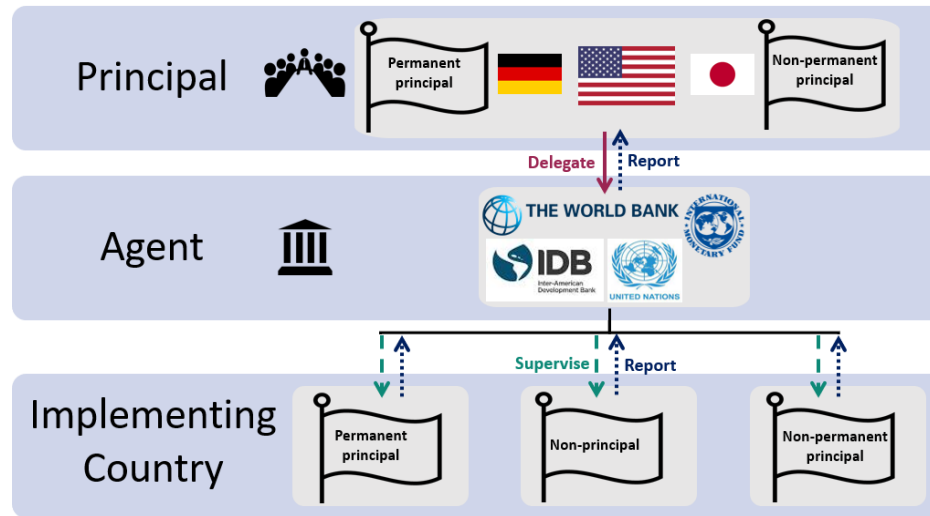 Principal
Permanent
principal
Non-permanent
principal
Delegate
Report
Agent
THE WORLD BANK
INTERNATIONAL
MONETARY FUND
IDB
Inter-American
Development Bank
UNITED NATIONS
Supervise
Report
Implementing
Country
Permanent
principal
Non-principal
Non-permanent
principal